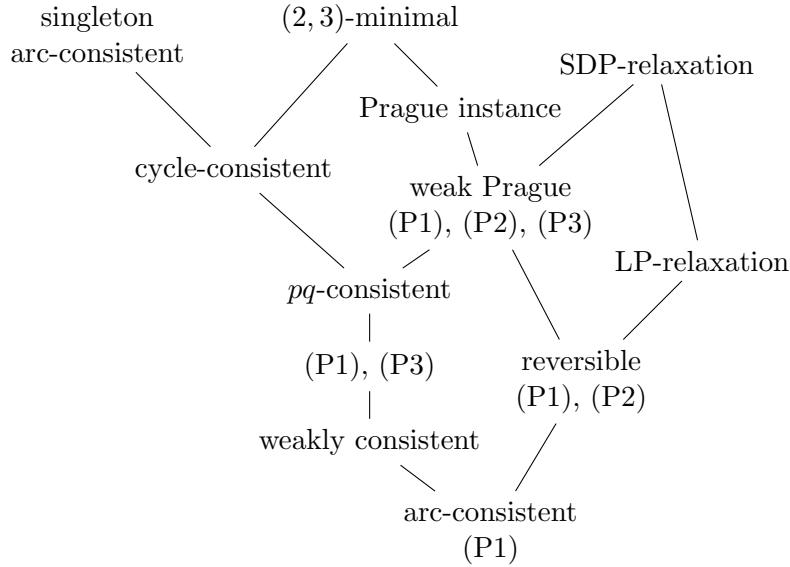 singleton
arc-consistent
(2, 3)-minimal
SDP-relaxation
Prague instance
cycle-consistent
weak Prague
(P1), (P2), (P3)
LP-relaxation
pq-consistent
(P1), (P3)
reversible
(P1), (P2)
weakly consistent
arc-consistent
(P1)